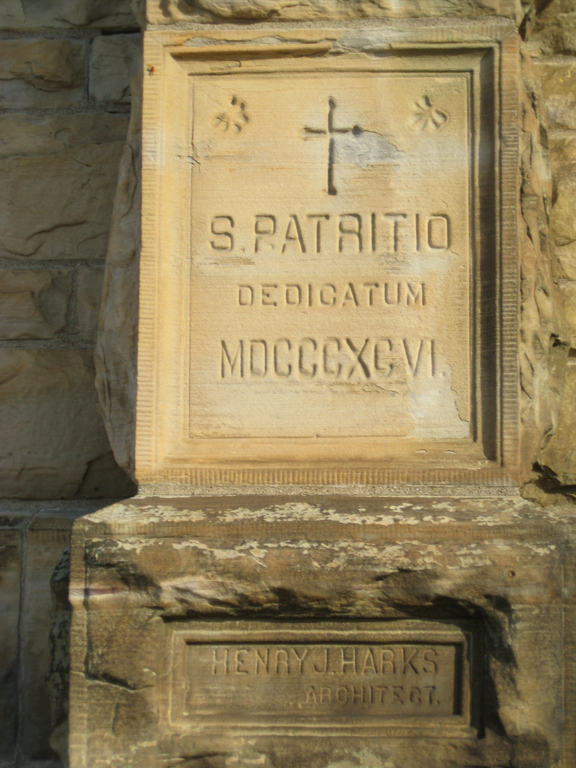 S. PATRITIO
DEDICATUM
MDCCCXCVI.
HENRY J. HARKS
ARCHITECT.